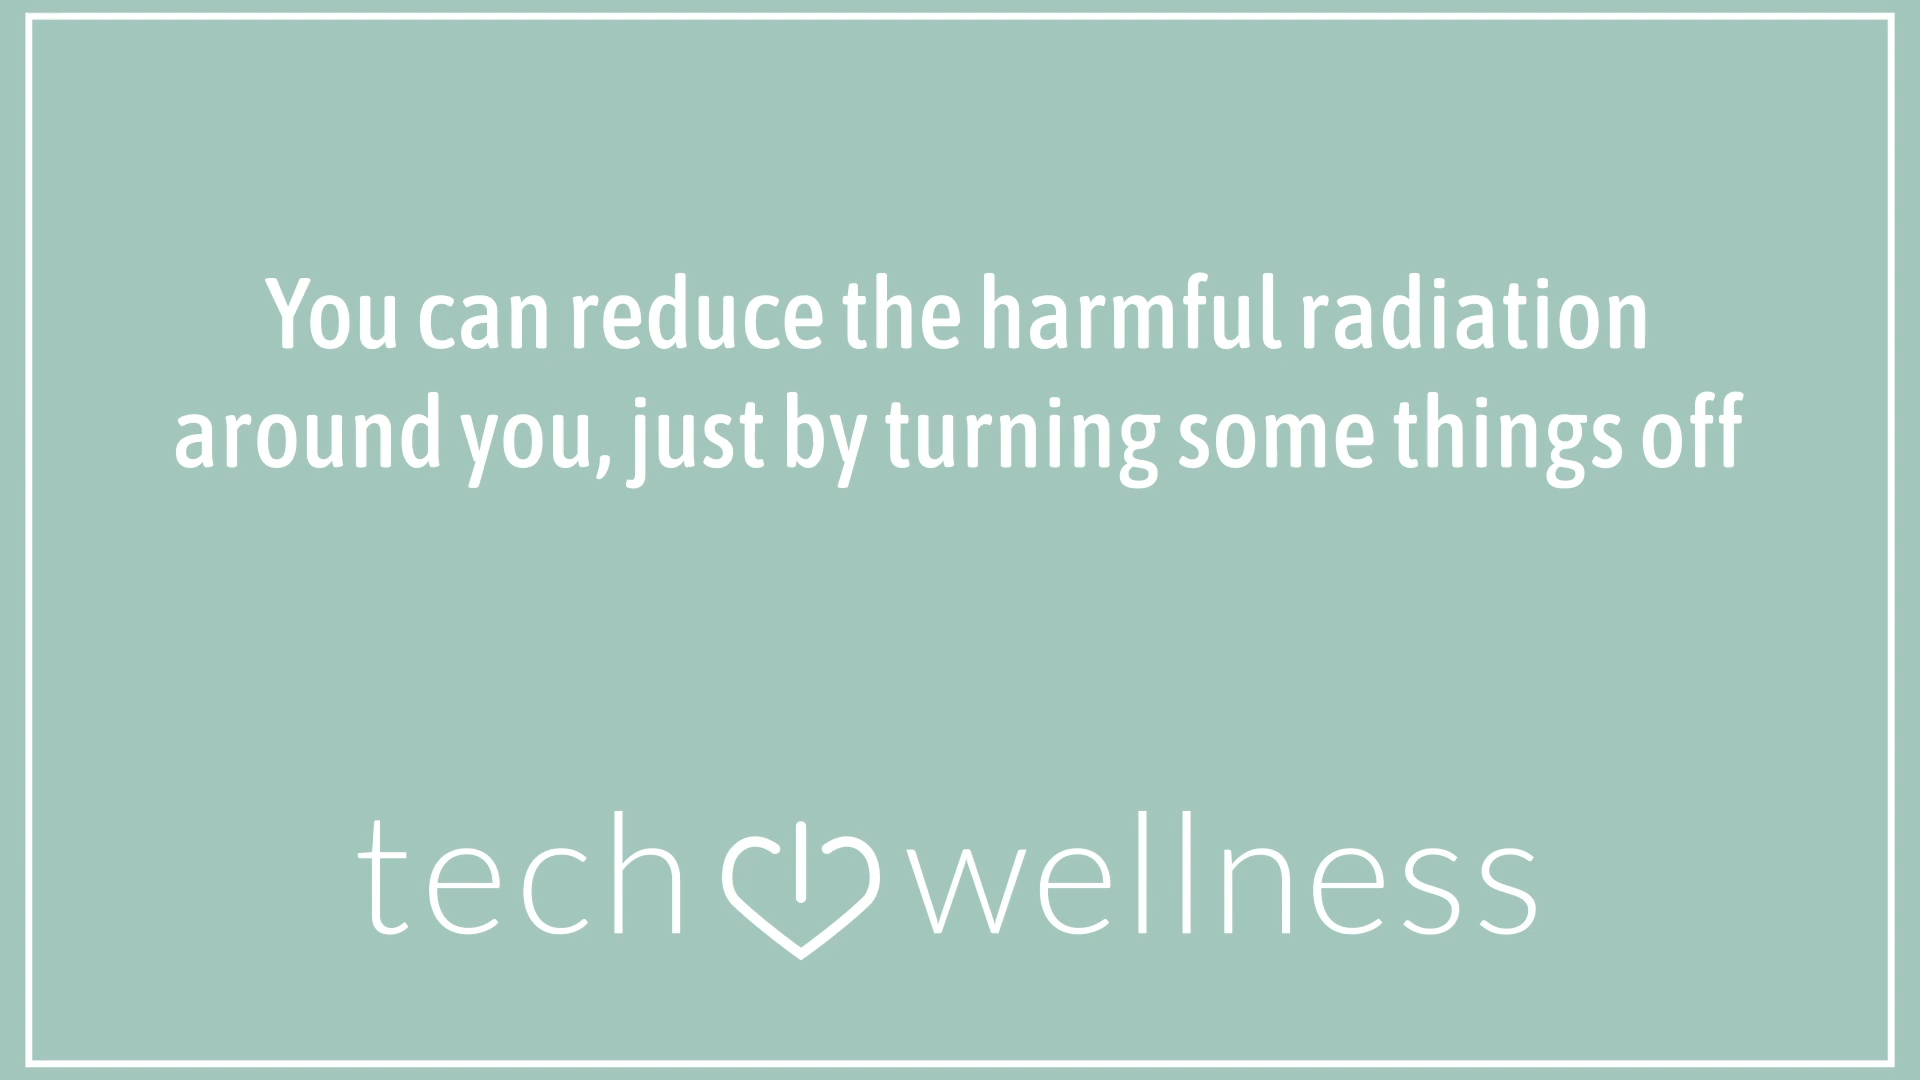 You can reduce the harmful radiation
around you, just by turning some things off
tech wellness